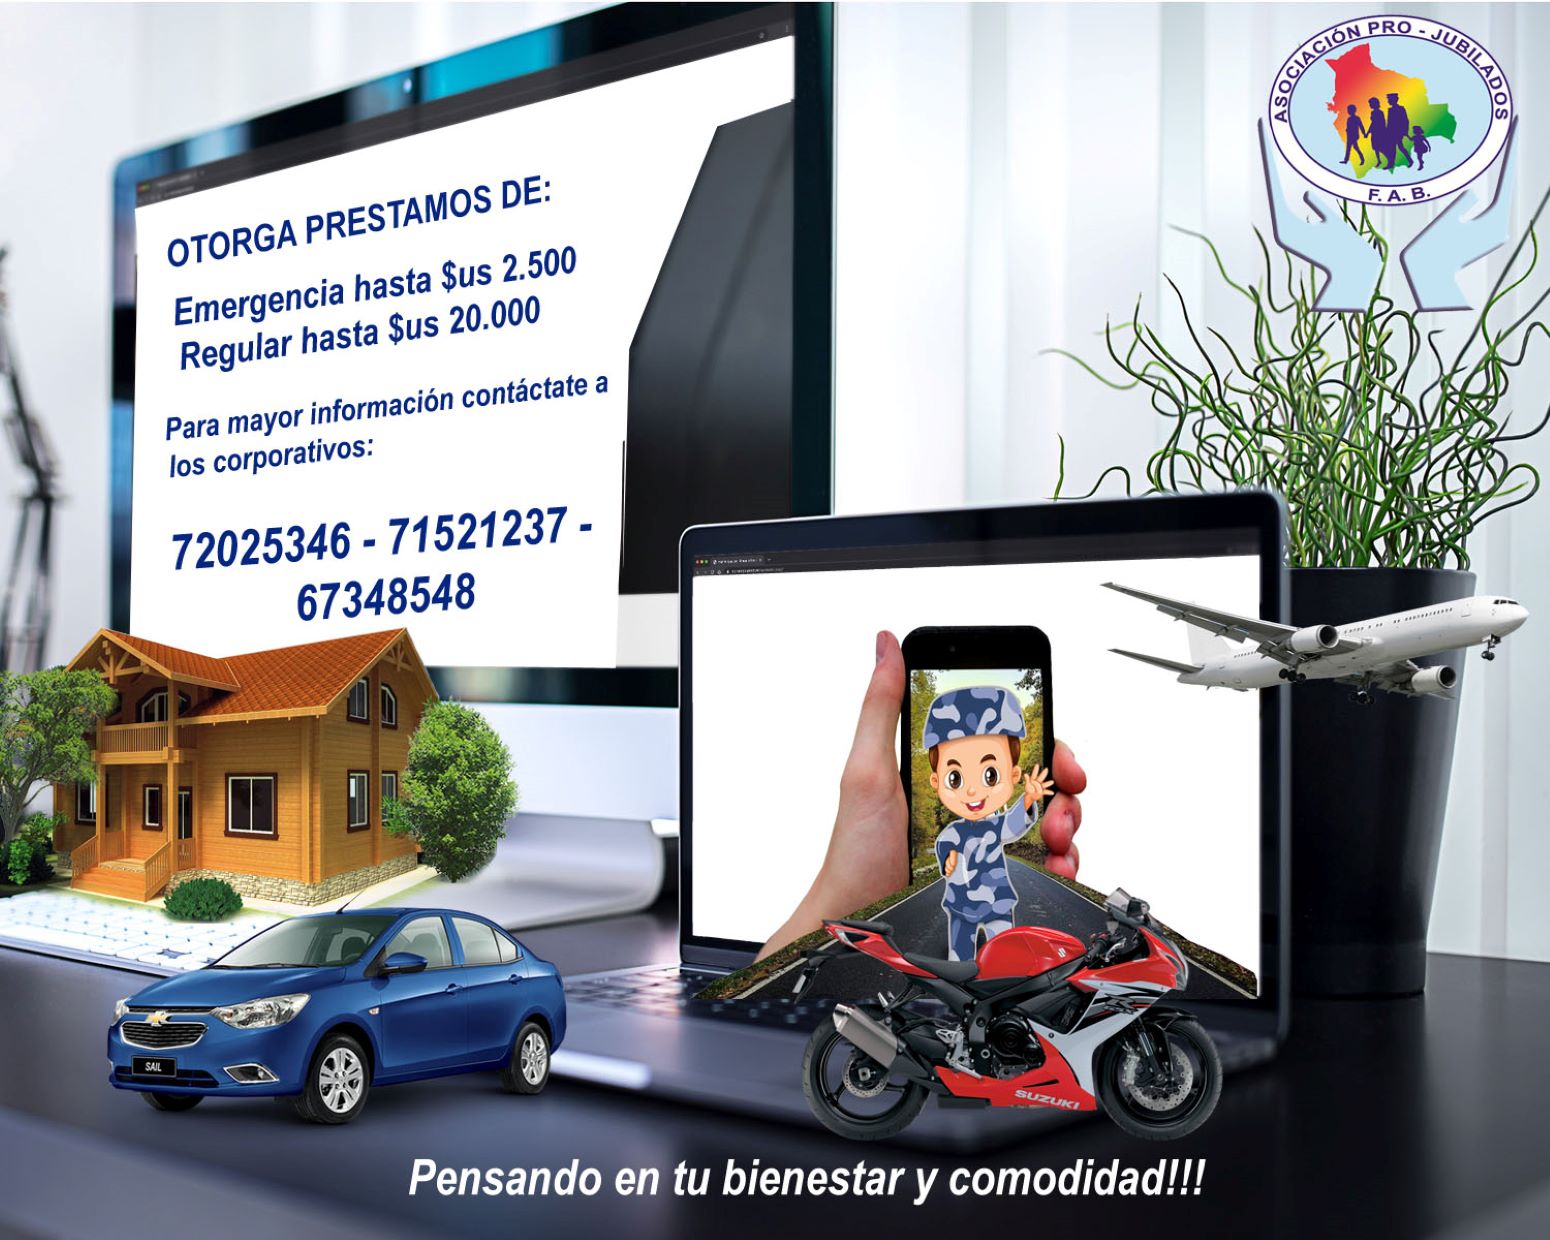 ASOCIACIÓN PRO - JUBILADOS
F. A. B.
OTORGA PRESTAMOS DE:
Emergencia hasta $us 2.500
Regular hasta $us 20.000
Para mayor información contáctate a
los corporativos:
72025346 - 71521237 -
67348548
SAIL
SUZUKI
Pensando en tu bienestar y comodidad!!!